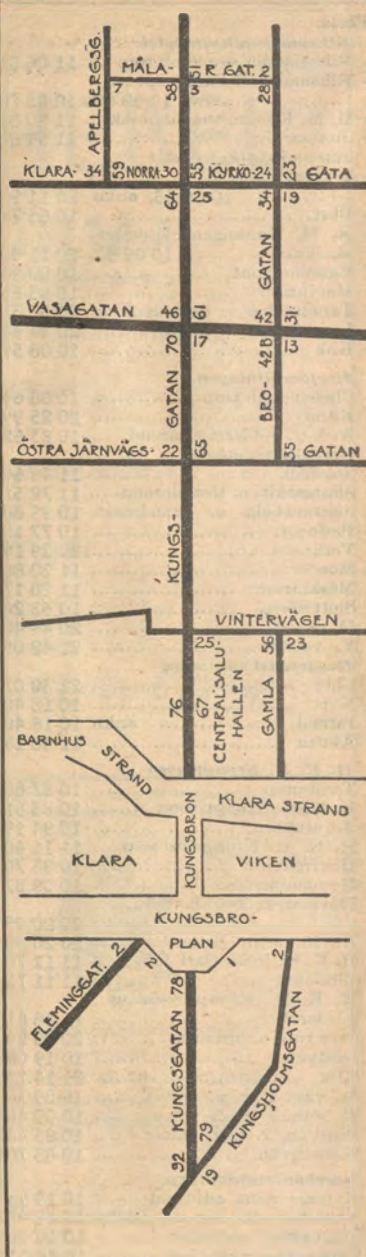 APELBERGSG.
MÄLA- 51 R GAT. 2
7 58 3 28
KLARA- 34 59 NORRA 30 55 KYRKO- 24 23 GATA
64 25 34 19
GATAN
VASAGATAN 46 61 42 31
70 17 42B 13
GATAN BRO-
ÖSTRA JÄRNVÄGS- 22 65 35 GATAN
KUNGS-
VINTERVÄGEN
25 56 23
76 67 CENTRALSALU-
HALLEN
GAMLA
BARNHUS
STRAND
KLARA STRAND
KUNGSBRON
KLARA VIKEN
KUNGSBRO-
PLAN
2 2 1 2
FLEMINGGAT.
78
KUNGSGATAN
92 79
KUNGSHOLMSGATAN
19